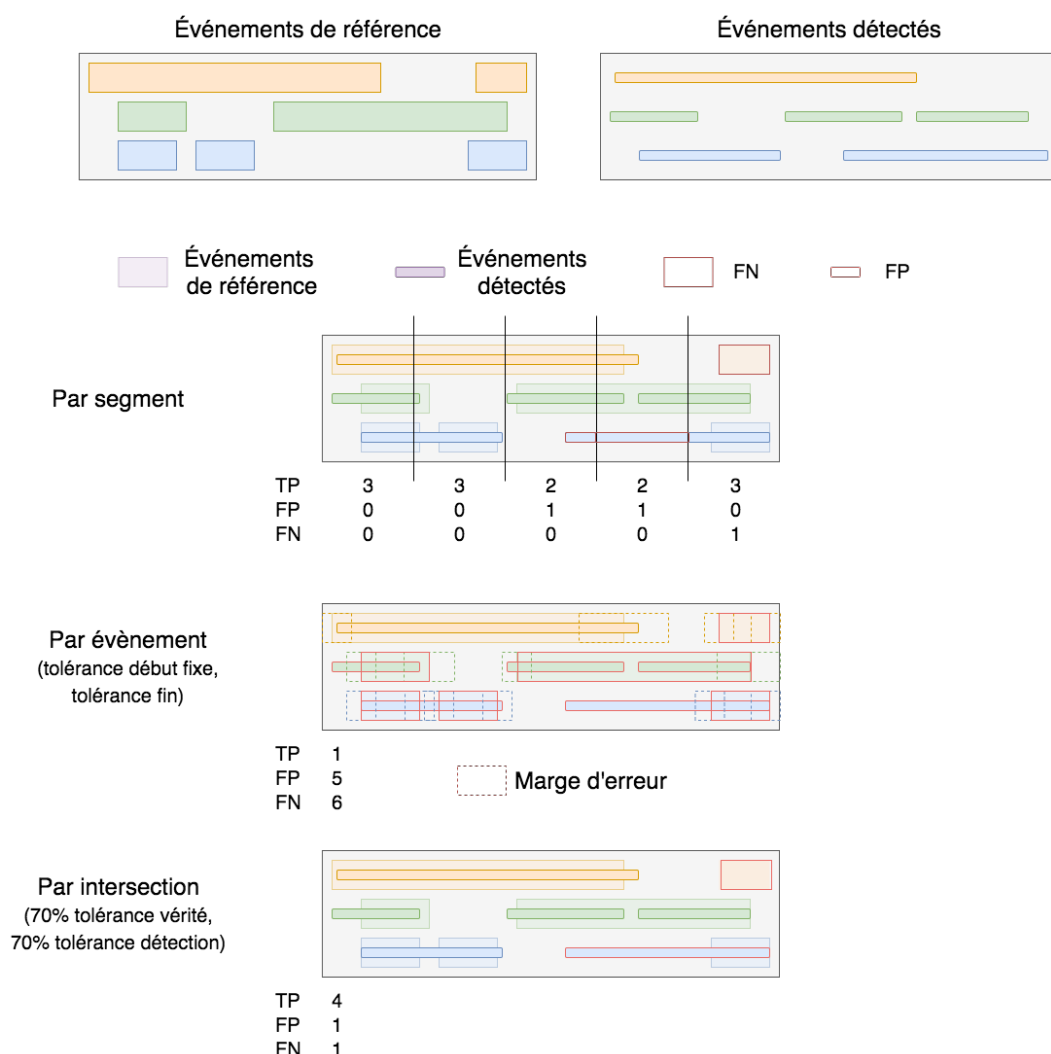 Événements de référence
Événements détectés
Événements
de référence
Événements
détectés
FN
FP
Par segment
TP 3 3 2 2 3
FP 0 0 1 1 0
FN 0 0 0 0 1
Par évènement
(tolérance début fixe,
tolérance fin)
TP 1
FP 5
FN 6
Marge d'erreur
Par intersection
(70% tolérance vérité,
70% tolérance détection)
TP 4
FP 1
FN 1